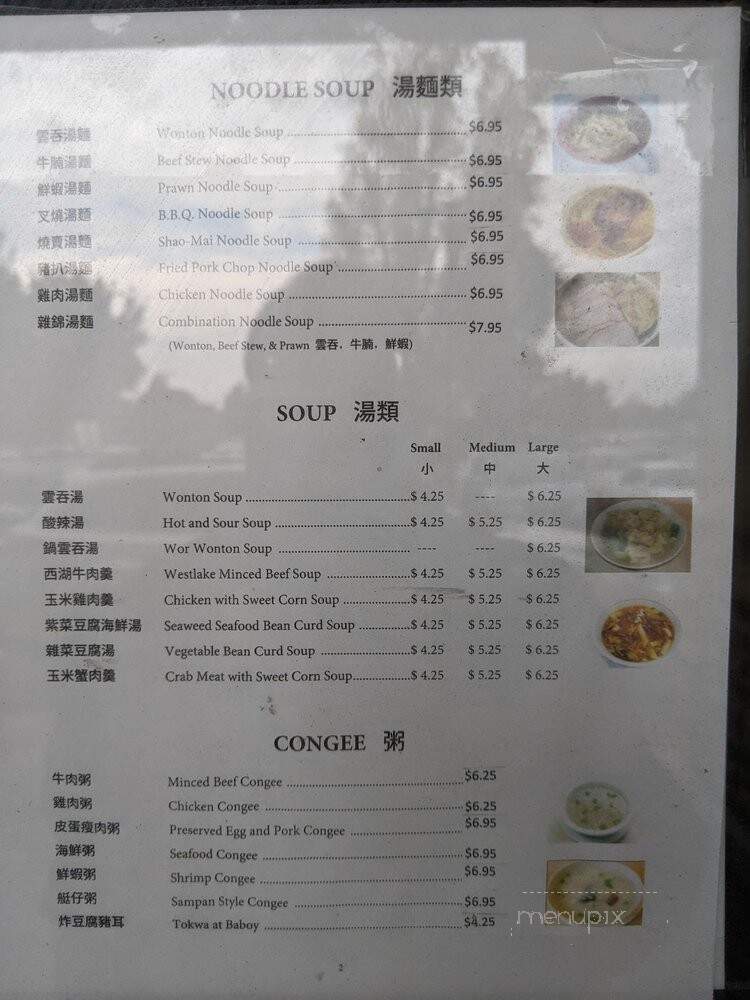 NOODLE SOUP 湯麵類
雲吞湯麵 Wonton Noodle Soup $6.95
牛腩湯麵 Beef Stew Noodle Soup $6.95
鮮蝦湯麵 Prawn Noodle Soup $6.95
叉燒湯麵 B.B.Q. Noodle Soup $6.95
燒賣湯麵 Shao-Mai Noodle Soup $6.95
豬扒湯麵 Fried Pork Chop Noodle Soup $6.95
雞肉湯麵 Chicken Noodle Soup $6.95
雜錦湯麵 Combination Noodle Soup $7.95
(Wonton, Beef Stew, & Prawn 雲吞，牛腩，鮮蝦)
SOUP 湯類
Small Medium Large
小 中 大
雲吞湯 Wonton Soup $ 4.25 ---- $ 6.25
酸辣湯 Hot and Sour Soup $ 4.25 $ 5.25 $ 6.25
鍋雲吞湯 Wor Wonton Soup ---- ---- $ 6.25
西湖牛肉羹 Westlake Minced Beef Soup $ 4.25 $ 5.25 $ 6.25
玉米雞肉羹 Chicken with Sweet Corn Soup $ 4.25 $ 5.25 $ 6.25
紫菜豆腐海鮮湯 Seaweed Seafood Bean Curd Soup $ 4.25 $ 5.25 $ 6.25
雜菜豆腐湯 Vegetable Bean Curd Soup $ 4.25 $ 5.25 $ 6.25
玉米蟹肉羹 Crab Meat with Sweet Corn Soup $ 4.25 $ 5.25 $ 6.25
CONGEE 粥
牛肉粥 Minced Beef Congee $6.25
雞肉粥 Chicken Congee $6.25
皮蛋瘦肉粥 Preserved Egg and Pork Congee $6.95
海鮮粥 Seafood Congee $6.95
鮮蝦粥 Shrimp Congee $6.95
艇仔粥 Sampan Style Congee $6.95
炸豆腐豬耳 Tokwa at Baboy $4.25
menupix
2